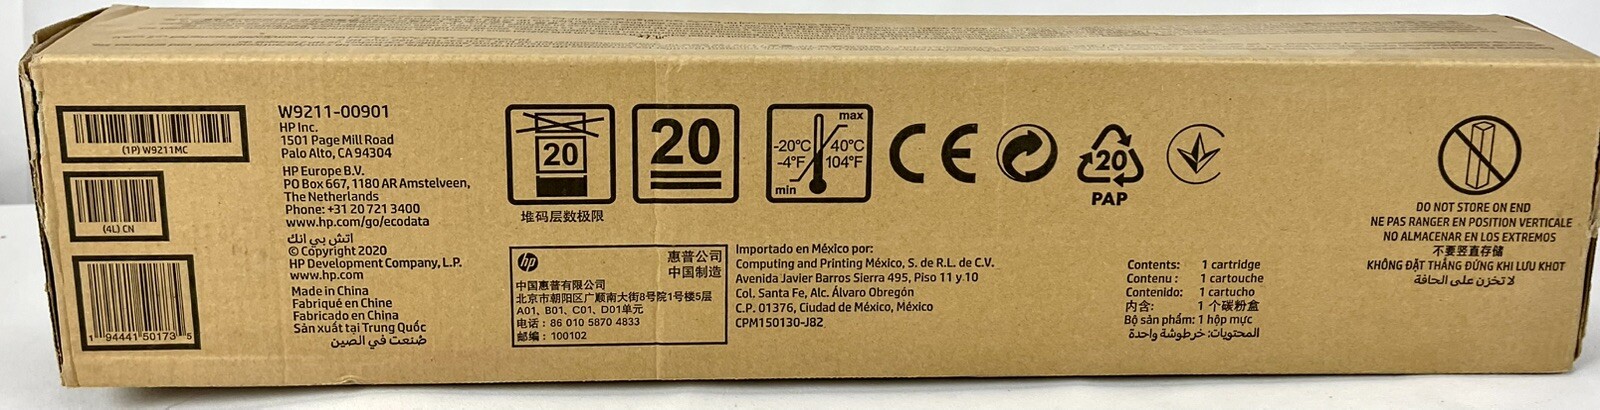 (1P) W9211MC
(4L) CN
1 94441 50173 5
W9211-00901
HP Inc.
1501 Page Mill Road
Palo Alto, CA 94304
HP Europe B.V.
PO Box 667, 1180 AR Amstelveen,
The Netherlands
Phone: +31 20 721 3400
www.hp.com/go/ecodata
اتش بي انك
© Copyright 2020
HP Development Company, L.P.
www.hp.com
Made in China
Fabriqué en Chine
Fabricado en China
Sản xuất tại Trung Quốc
صُنعت في الصين
20
堆码层数极限
20
max
-20°C
-4°F
40°C
104°F
min
CE
20
PAP
hp
惠普公司
中国制造
中国惠普有限公司
北京市朝阳区广顺南大街8号院1号楼5层
A01、B01、C01、D01单元
电话：86 010 5870 4833
邮编：100102
Importado en México por:
Computing and Printing México, S. de R.L. de C.V.
Avenida Javier Barros Sierra 495, Piso 11 y 10
Col. Santa Fe, Alc. Álvaro Obregón
C.P. 01376, Ciudad de México, México
CPM150130-J82
Contents: 1 cartridge
Contenu : 1 cartouche
Contenido: 1 cartucho
内含: 1 个碳粉盒
Bộ sản phẩm: 1 hộp mực
المحتويات: خرطوشة واحدة
DO NOT STORE ON END
NE PAS RANGER EN POSITION VERTICALE
NO ALMACENAR EN LOS EXTREMOS
不要竖直存储
KHÔNG ĐẶT THẲNG ĐỨNG KHI LƯU KHOT
لا تخزن على الحافة